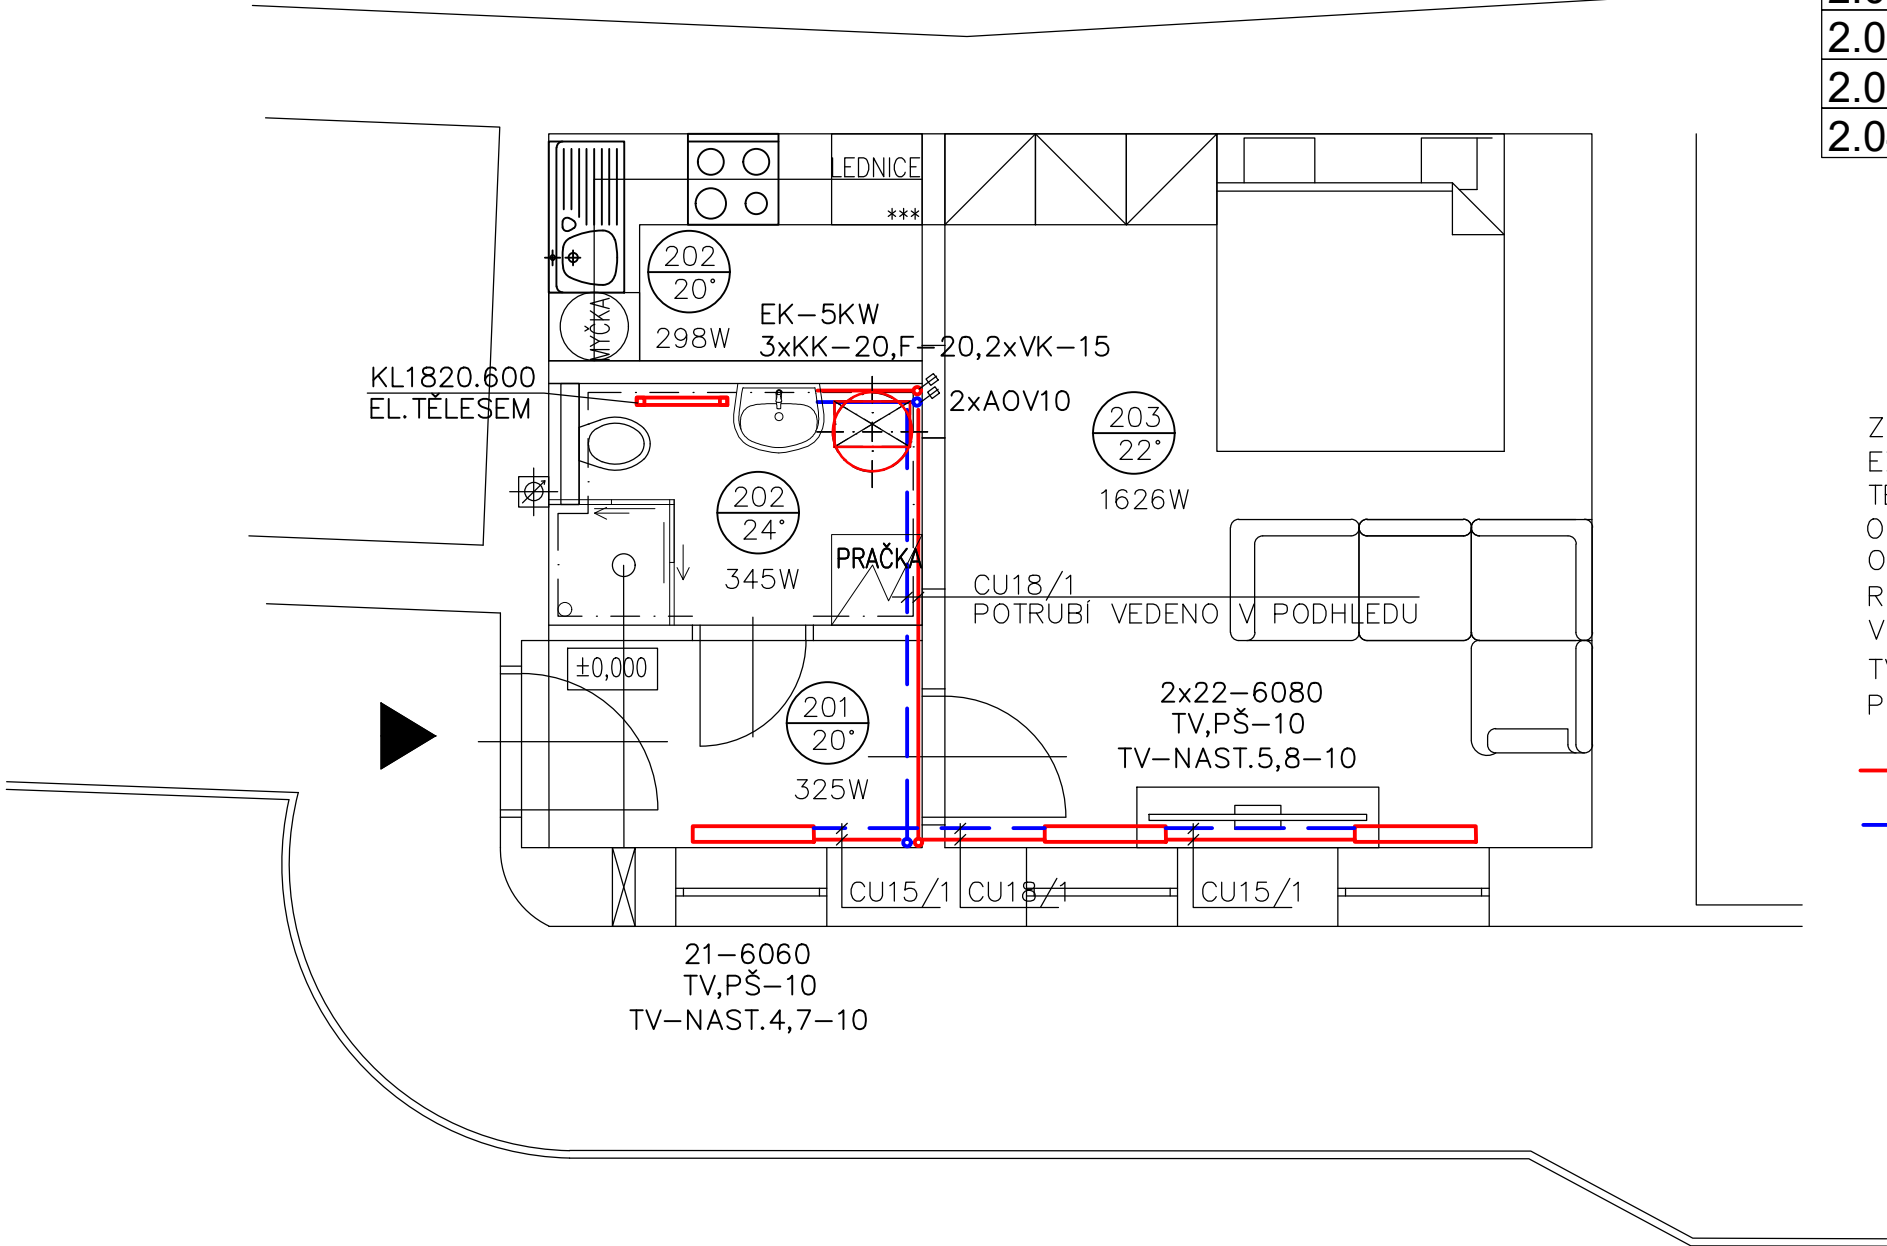 2.0
2.0
2.0
LEDNICE
***
202
20°
298W
MYČKA
EK-5KW
3xKK-20,F-20,2xVK-15
KL1820.600
EL.TĚLESEM
2xAOV10
203
22°
1626W
202
24°
345W
PRAČKA
CU18/1
POTRUBÍ VEDENO V PODHLEDU
±0,000
201
20°
325W
2x22-6080
TV,PŠ-10
TV-NAST.5,8-10
CU15/1
CU18/1
CU15/1
21-6060
TV,PŠ-10
TV-NAST.4,7-10
Z
E
TE
O
O
R
V
TV
P